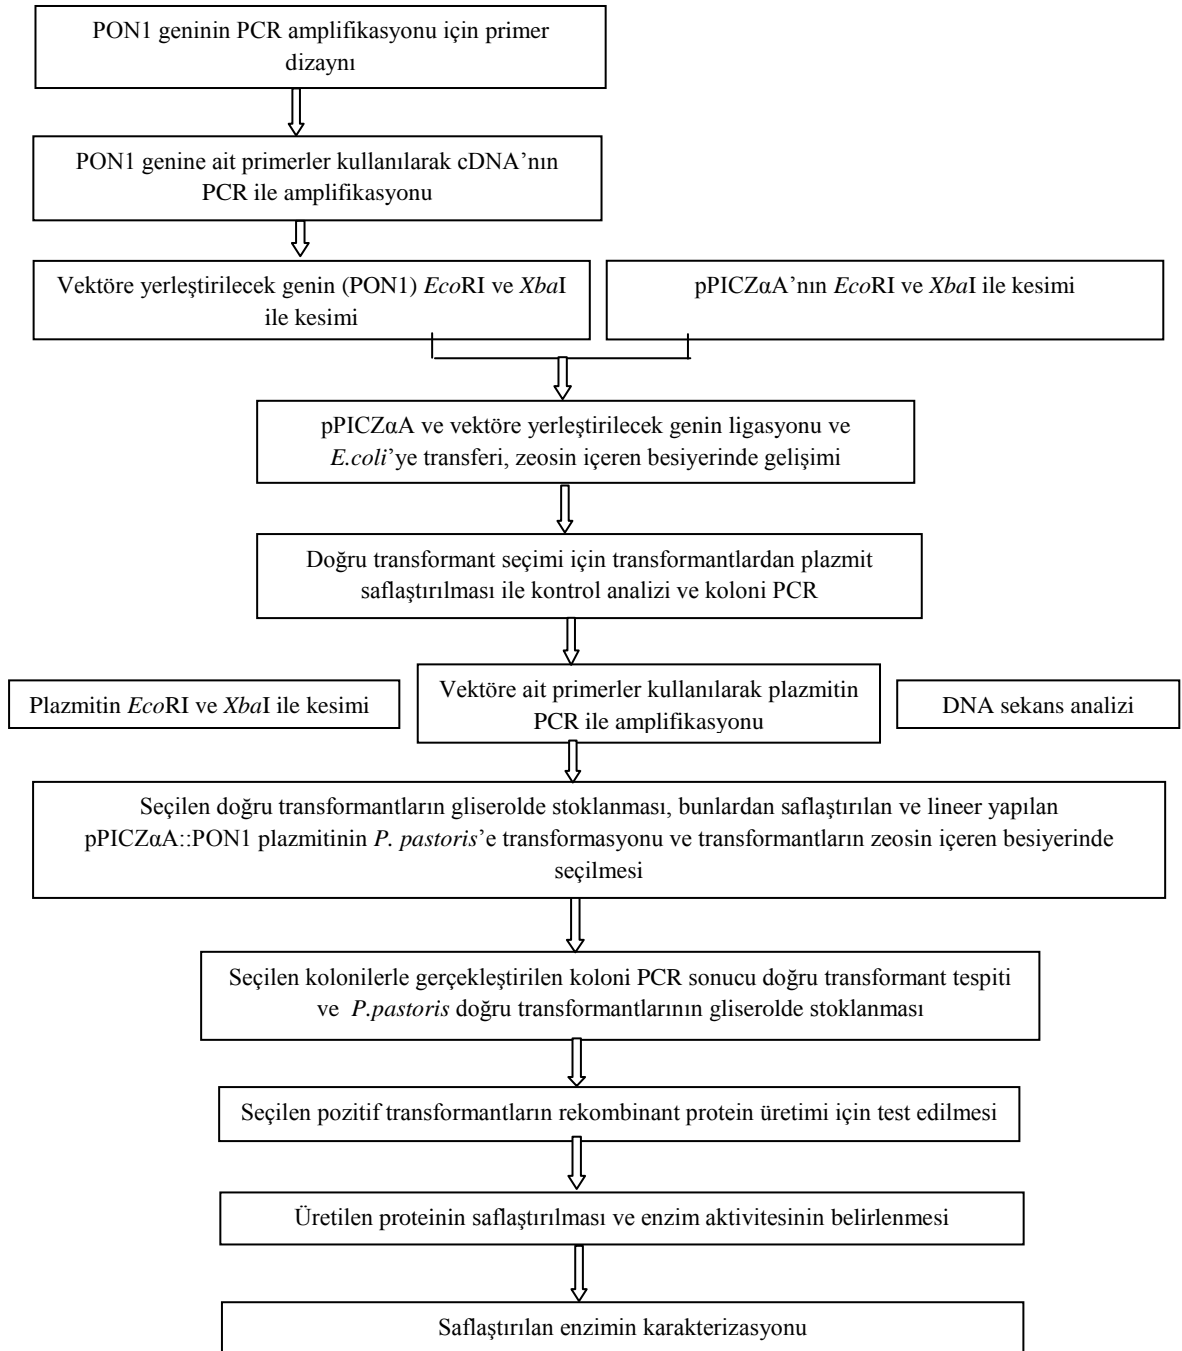 PON1 geninin PCR amplifikasyonu için primer
dizaynı
PON1 genine ait primerler kullanılarak cDNA’nın
PCR ile amplifikasyonu
Vektöre yerleştirilecek genin (PON1) EcoRI ve XbaI
ile kesimi
pPICZαA’nın EcoRI ve XbaI ile kesimi
pPICZαA ve vektöre yerleştirilecek genin ligasyonu ve
E.coli’ye transferi, zeosin içeren besiyerinde gelişimi
Doğru transformant seçimi için transformantlardan plazmit
saflaştırılması ile kontrol analizi ve koloni PCR
Plazmitin EcoRI ve XbaI ile kesimi
Vektöre ait primerler kullanılarak plazmitin
PCR ile amplifikasyonu
DNA sekans analizi
Seçilen doğru transformantların gliserolde stoklanması, bunlardan saflaştırılan ve lineer yapılan
pPICZαA::PON1 plazmitinin P. pastoris’e transformasyonu ve transformantların zeosin içeren besiyerinde
seçilmesi
Seçilen kolonilerle gerçekleştirilen koloni PCR sonucu doğru transformant tespiti
ve P.pastoris doğru transformantlarının gliserolde stoklanması
Seçilen pozitif transformantların rekombinant protein üretimi için test edilmesi
Üretilen proteinin saflaştırılması ve enzim aktivitesinin belirlenmesi
Saflaştırılan enzimin karakterizasyonu